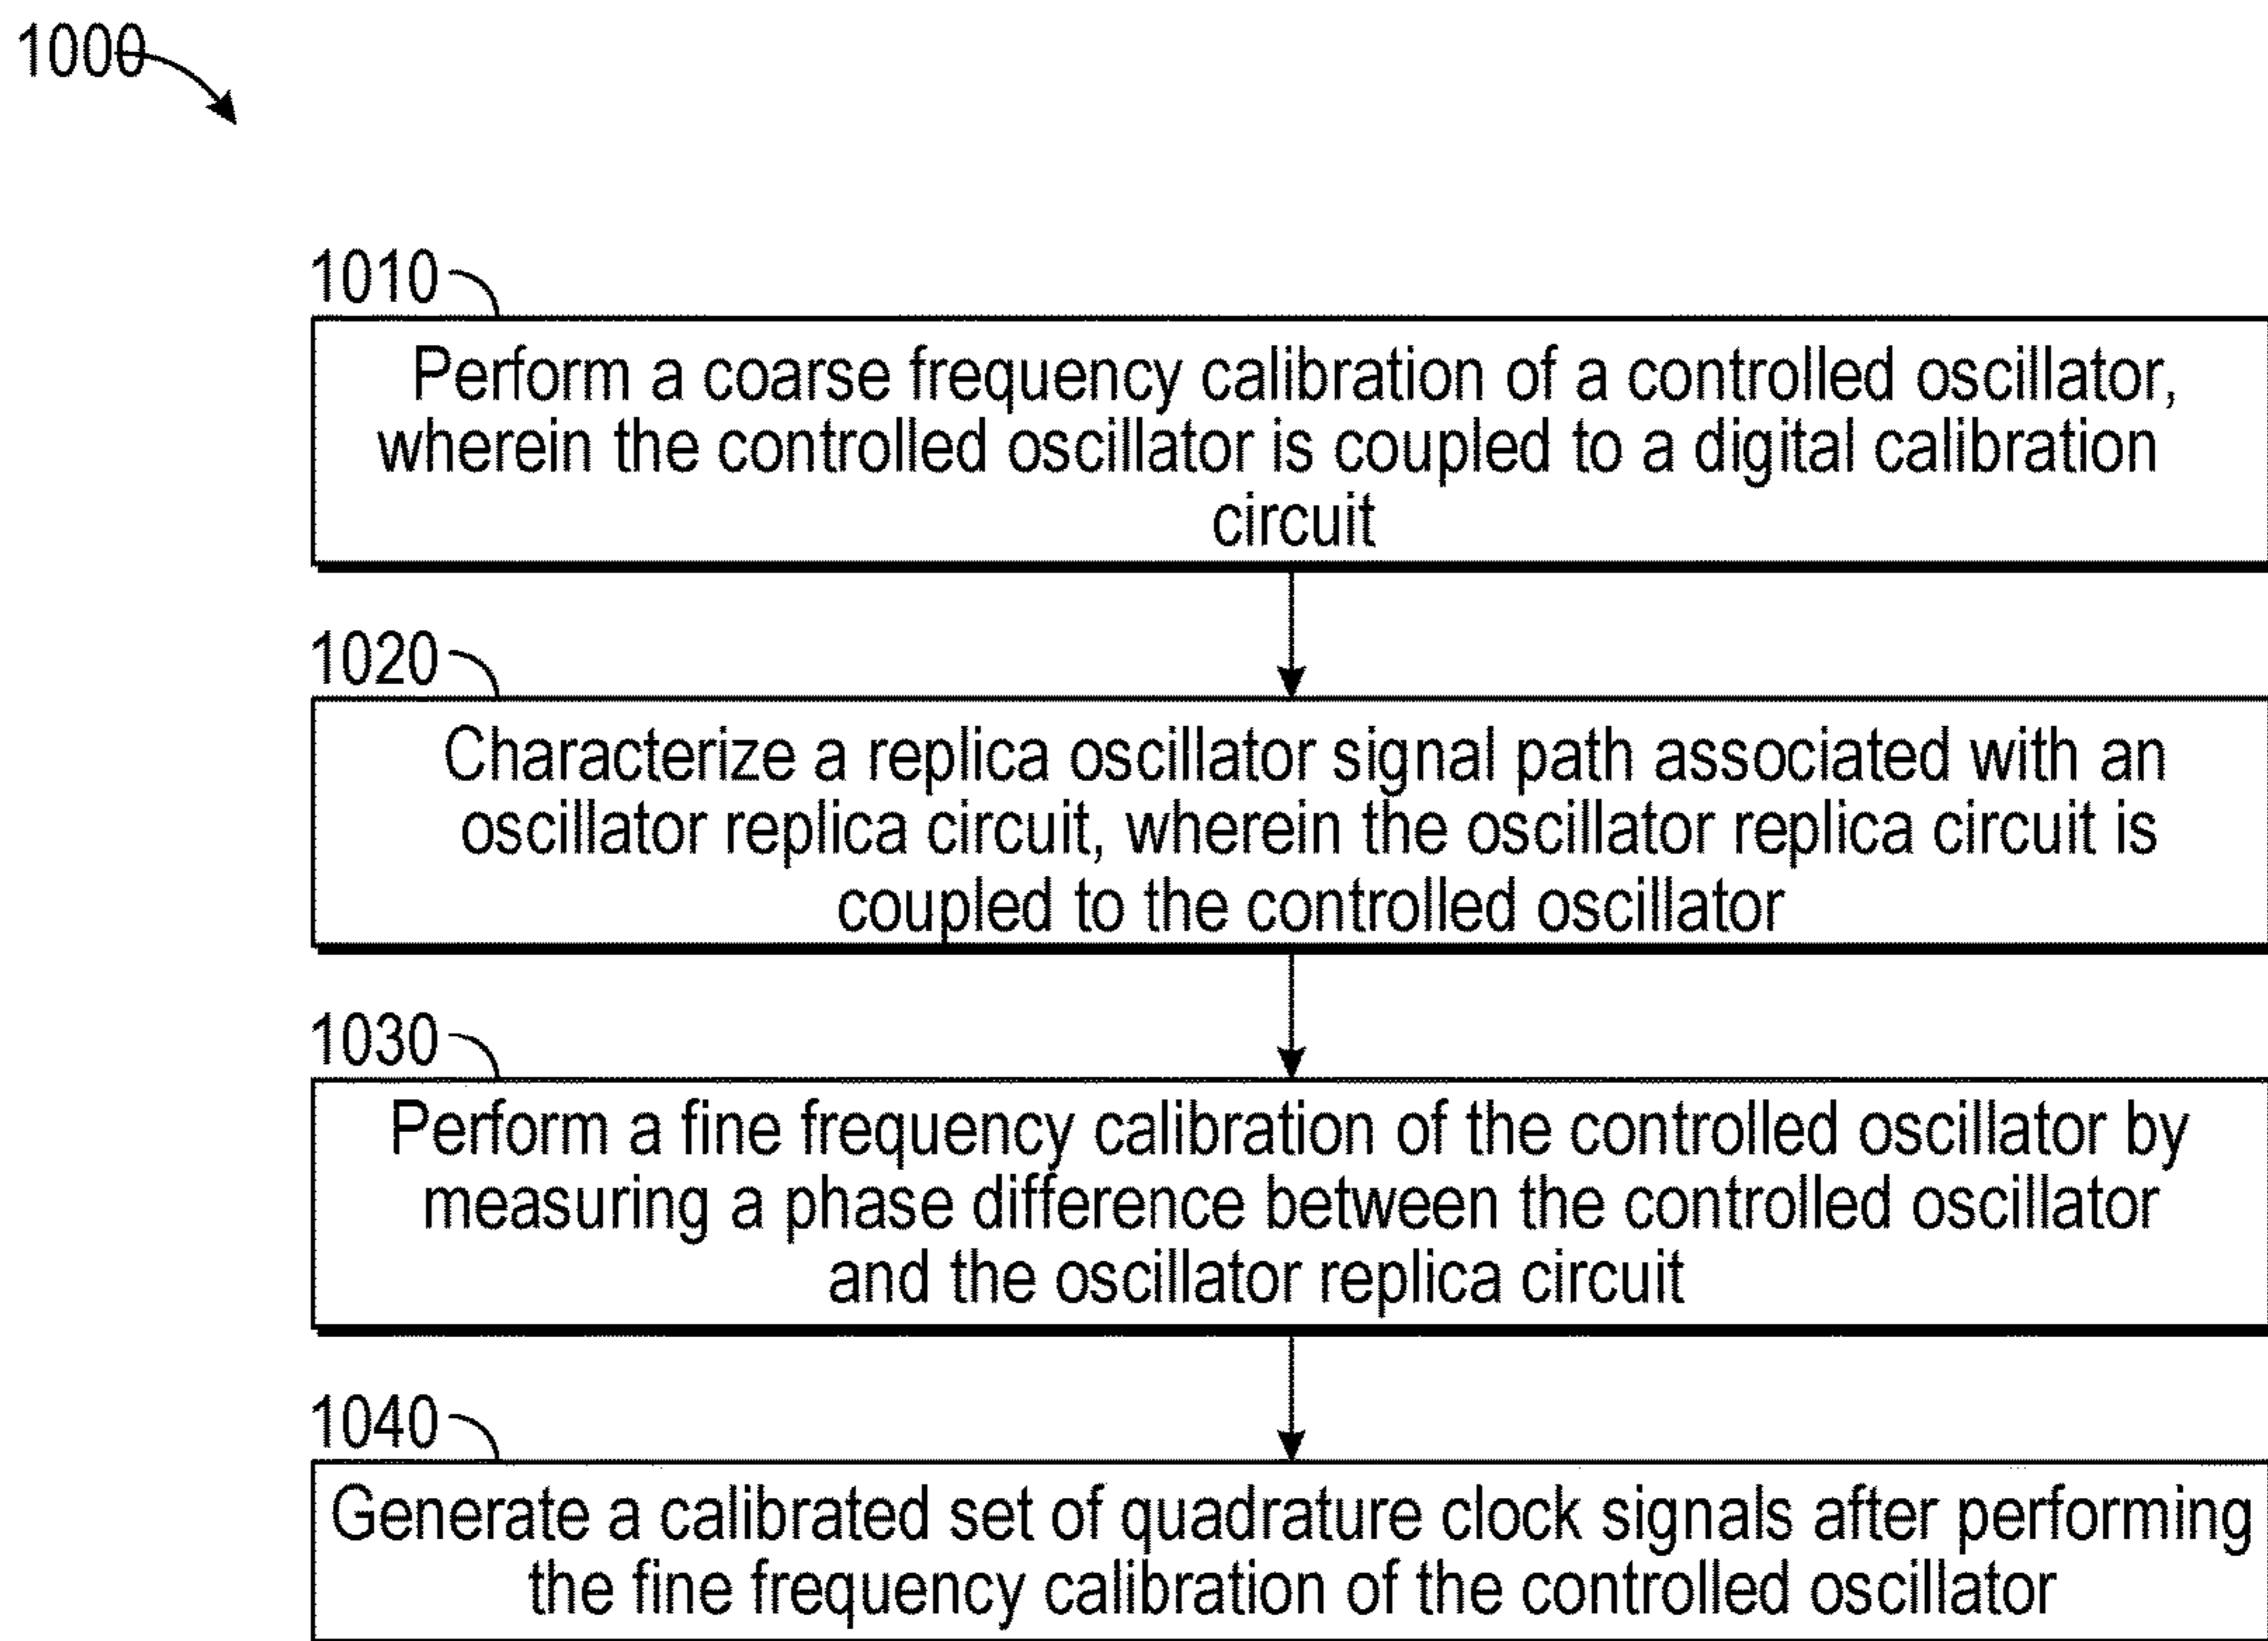 1000
1010
Perform a coarse frequency calibration of a controlled oscillator,
wherein the controlled oscillator is coupled to a digital calibration
circuit
1020
Characterize a replica oscillator signal path associated with an
oscillator replica circuit, wherein the oscillator replica circuit is
coupled to the controlled oscillator
1030
Perform a fine frequency calibration of the controlled oscillator by
measuring a phase difference between the controlled oscillator
and the oscillator replica circuit
1040
Generate a calibrated set of quadrature clock signals after performing
the fine frequency calibration of the controlled oscillator